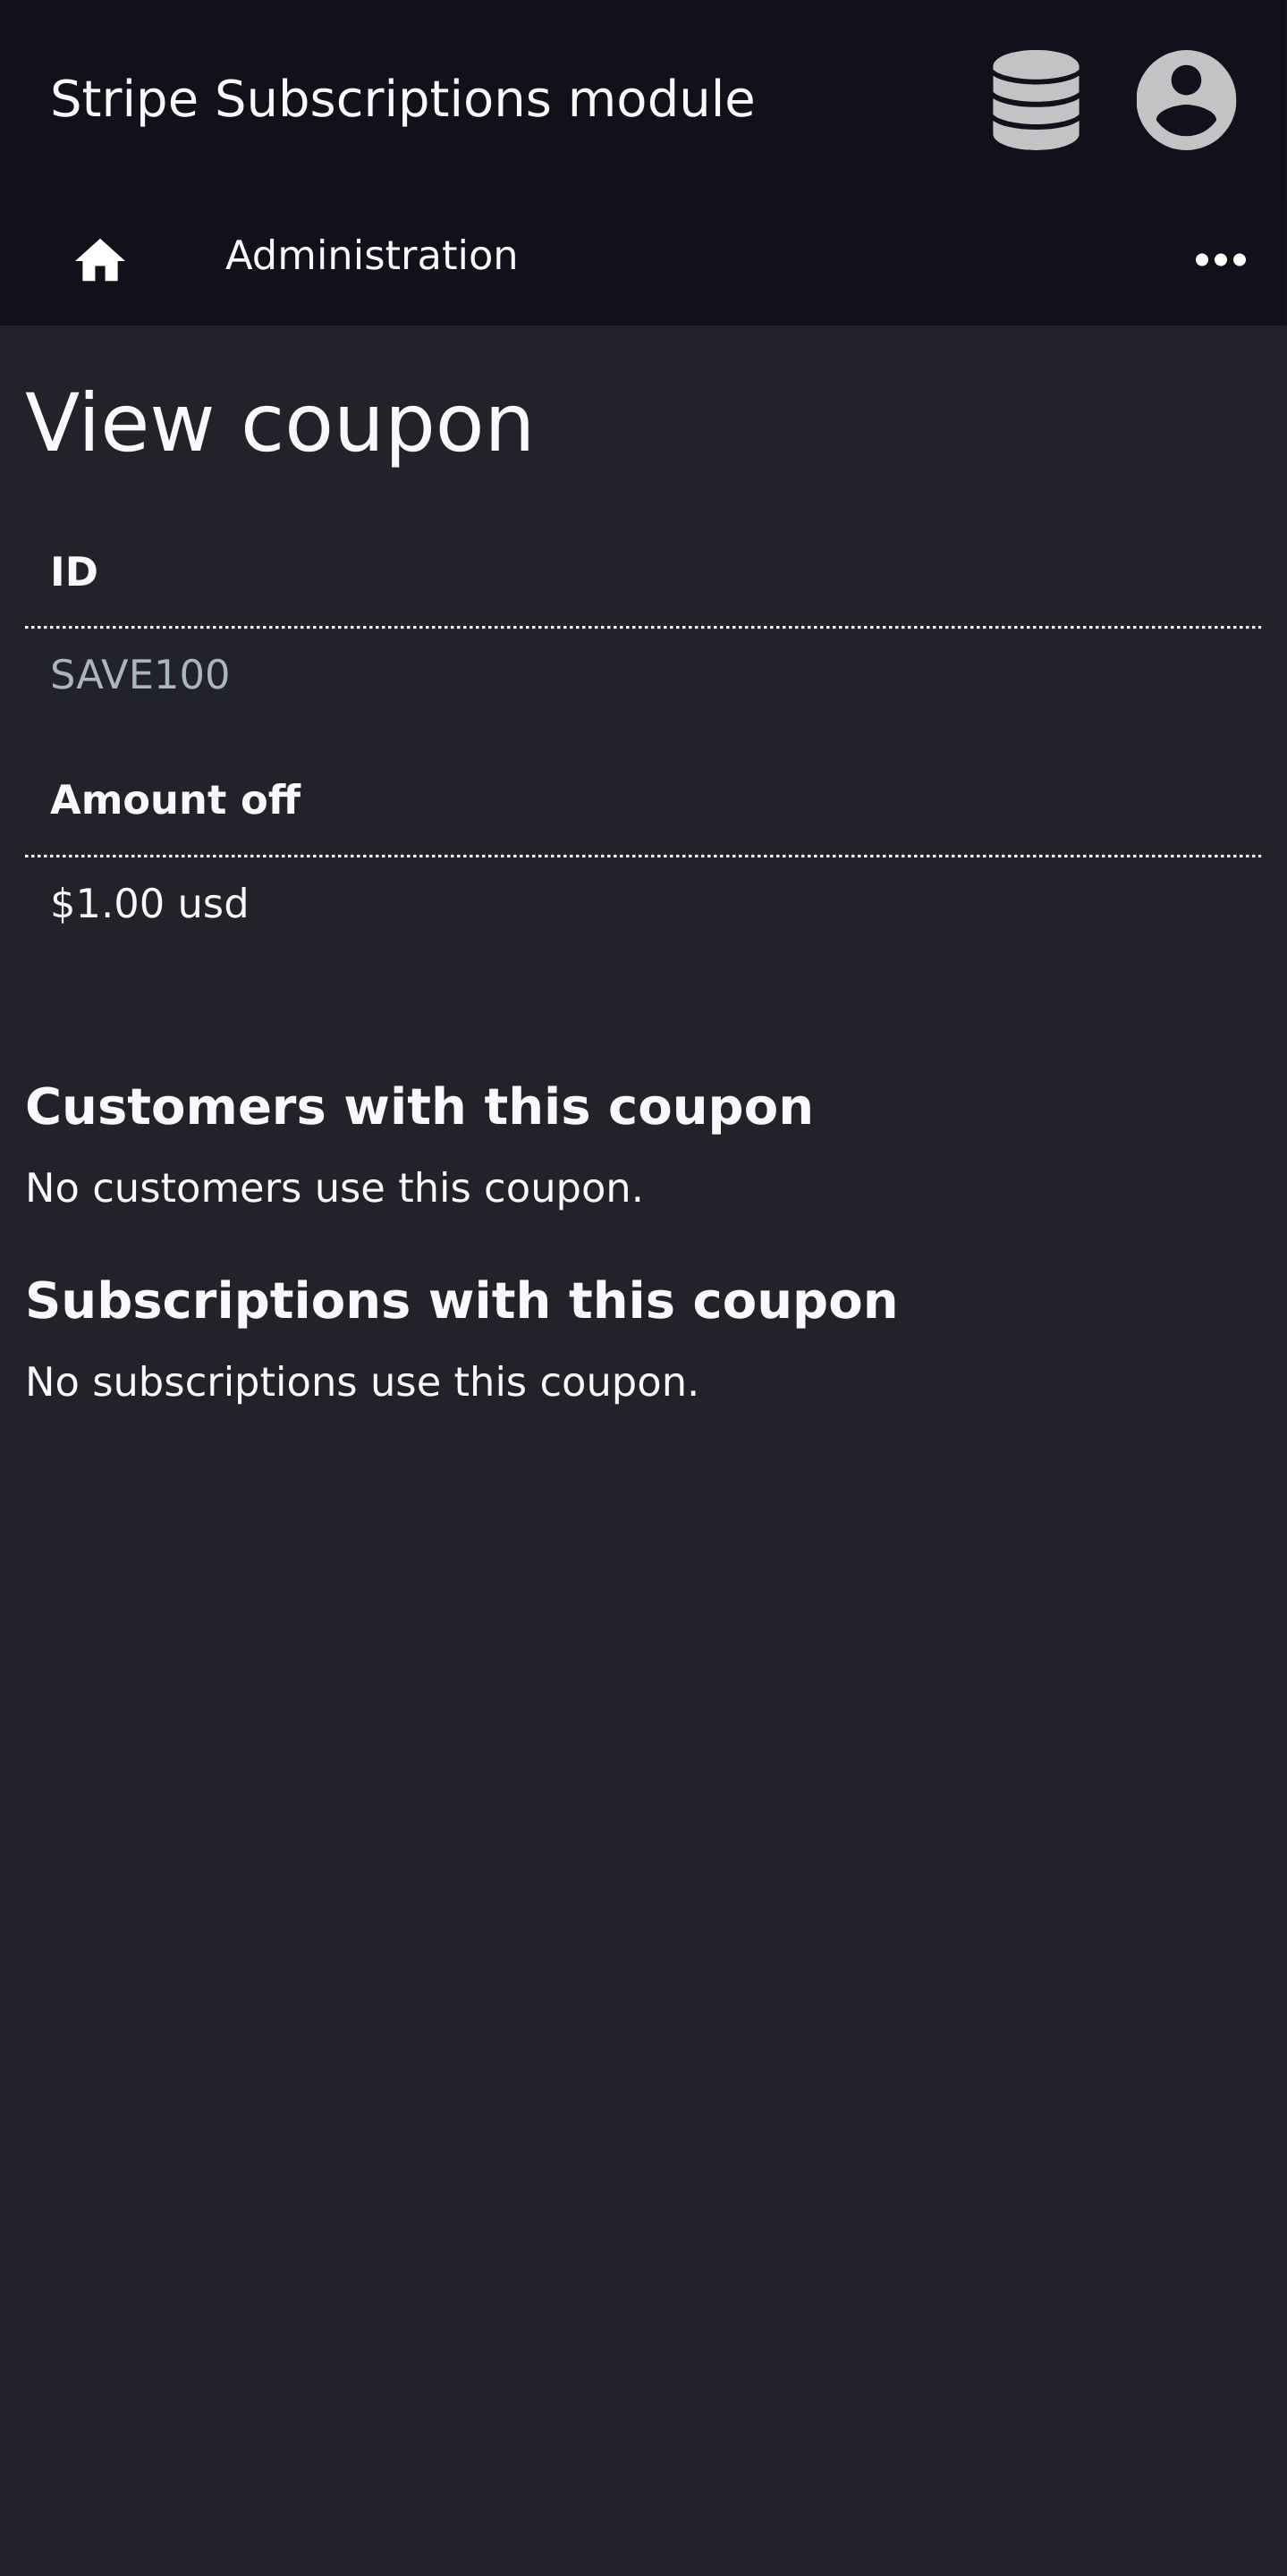 Stripe Subscriptions module
Administration
View coupon
ID
SAVE100
Amount off
$1.00 usd
Customers with this coupon
No customers use this coupon.
Subscriptions with this coupon
No subscriptions use this coupon.